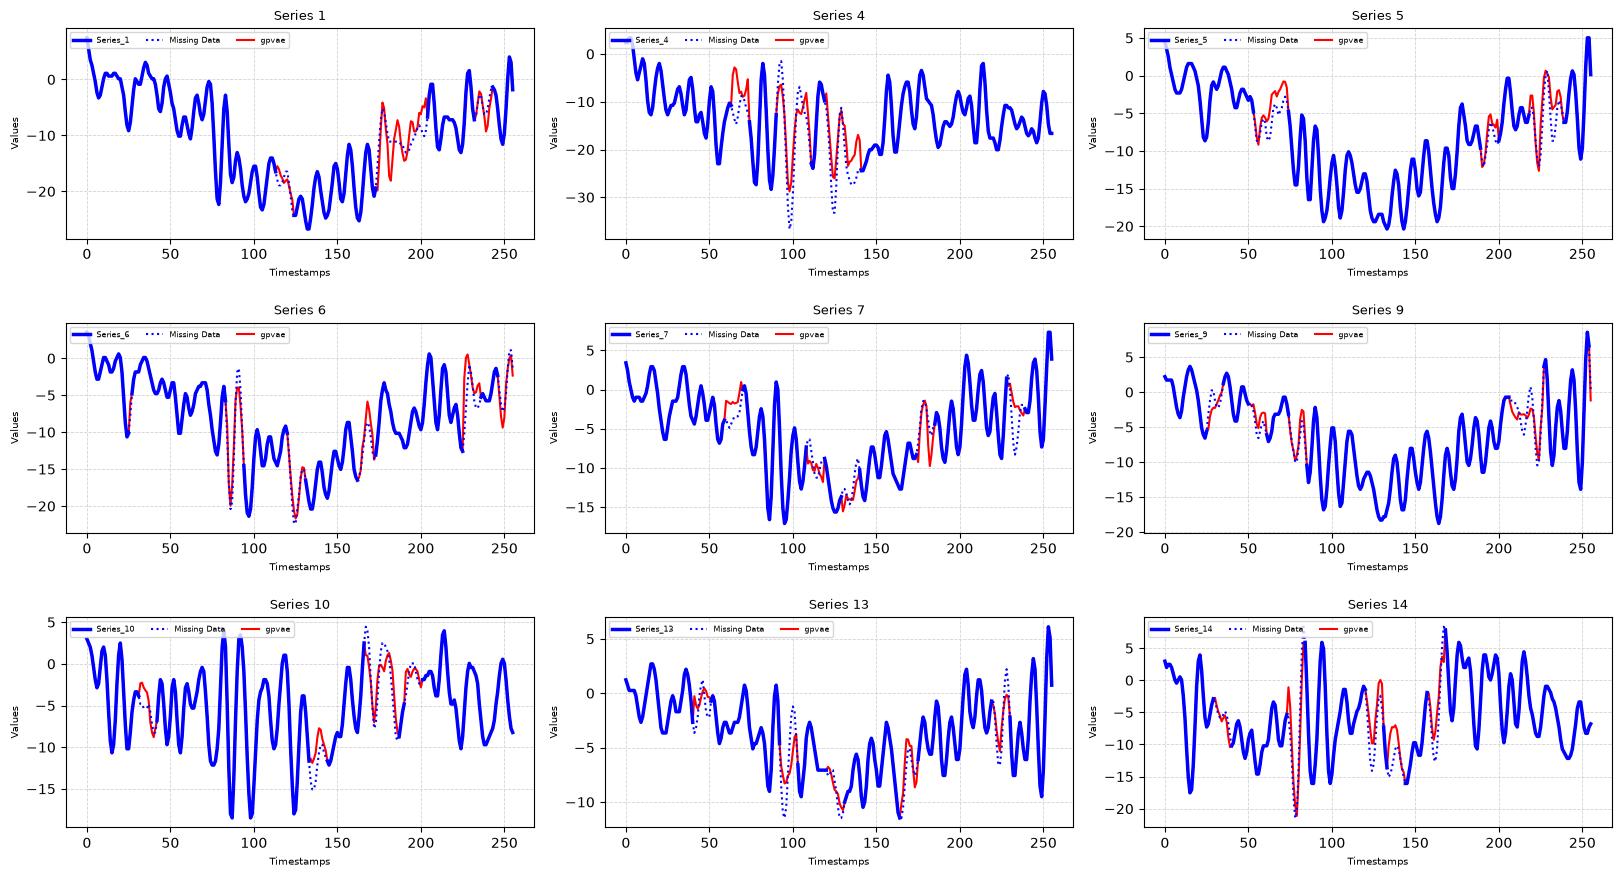 Series 1
Series_1 Missing Data gpvae
0
−10
−20
Values
0 50 100 150 200 250
Timestamps
Series 4
Series_4 Missing Data gpvae
0
−10
−20
−30
Values
0 50 100 150 200 250
Timestamps
Series 5
Series_5 Missing Data gpvae
5
0
−5
−10
−15
−20
Values
0 50 100 150 200 250
Timestamps
Series 6
Series_6 Missing Data gpvae
0
−5
−10
−15
−20
Values
0 50 100 150 200 250
Timestamps
Series 7
Series_7 Missing Data gpvae
5
0
−5
−10
−15
Values
0 50 100 150 200 250
Timestamps
Series 9
Series_9 Missing Data gpvae
5
0
−5
−10
−15
−20
Values
0 50 100 150 200 250
Timestamps
Series 10
Series_10 Missing Data gpvae
5
0
−5
−10
−15
Values
0 50 100 150 200 250
Timestamps
Series 13
Series_13 Missing Data gpvae
5
0
−5
−10
Values
0 50 100 150 200 250
Timestamps
Series 14
Series_14 Missing Data gpvae
5
0
−5
−10
−15
−20
Values
0 50 100 150 200 250
Timestamps